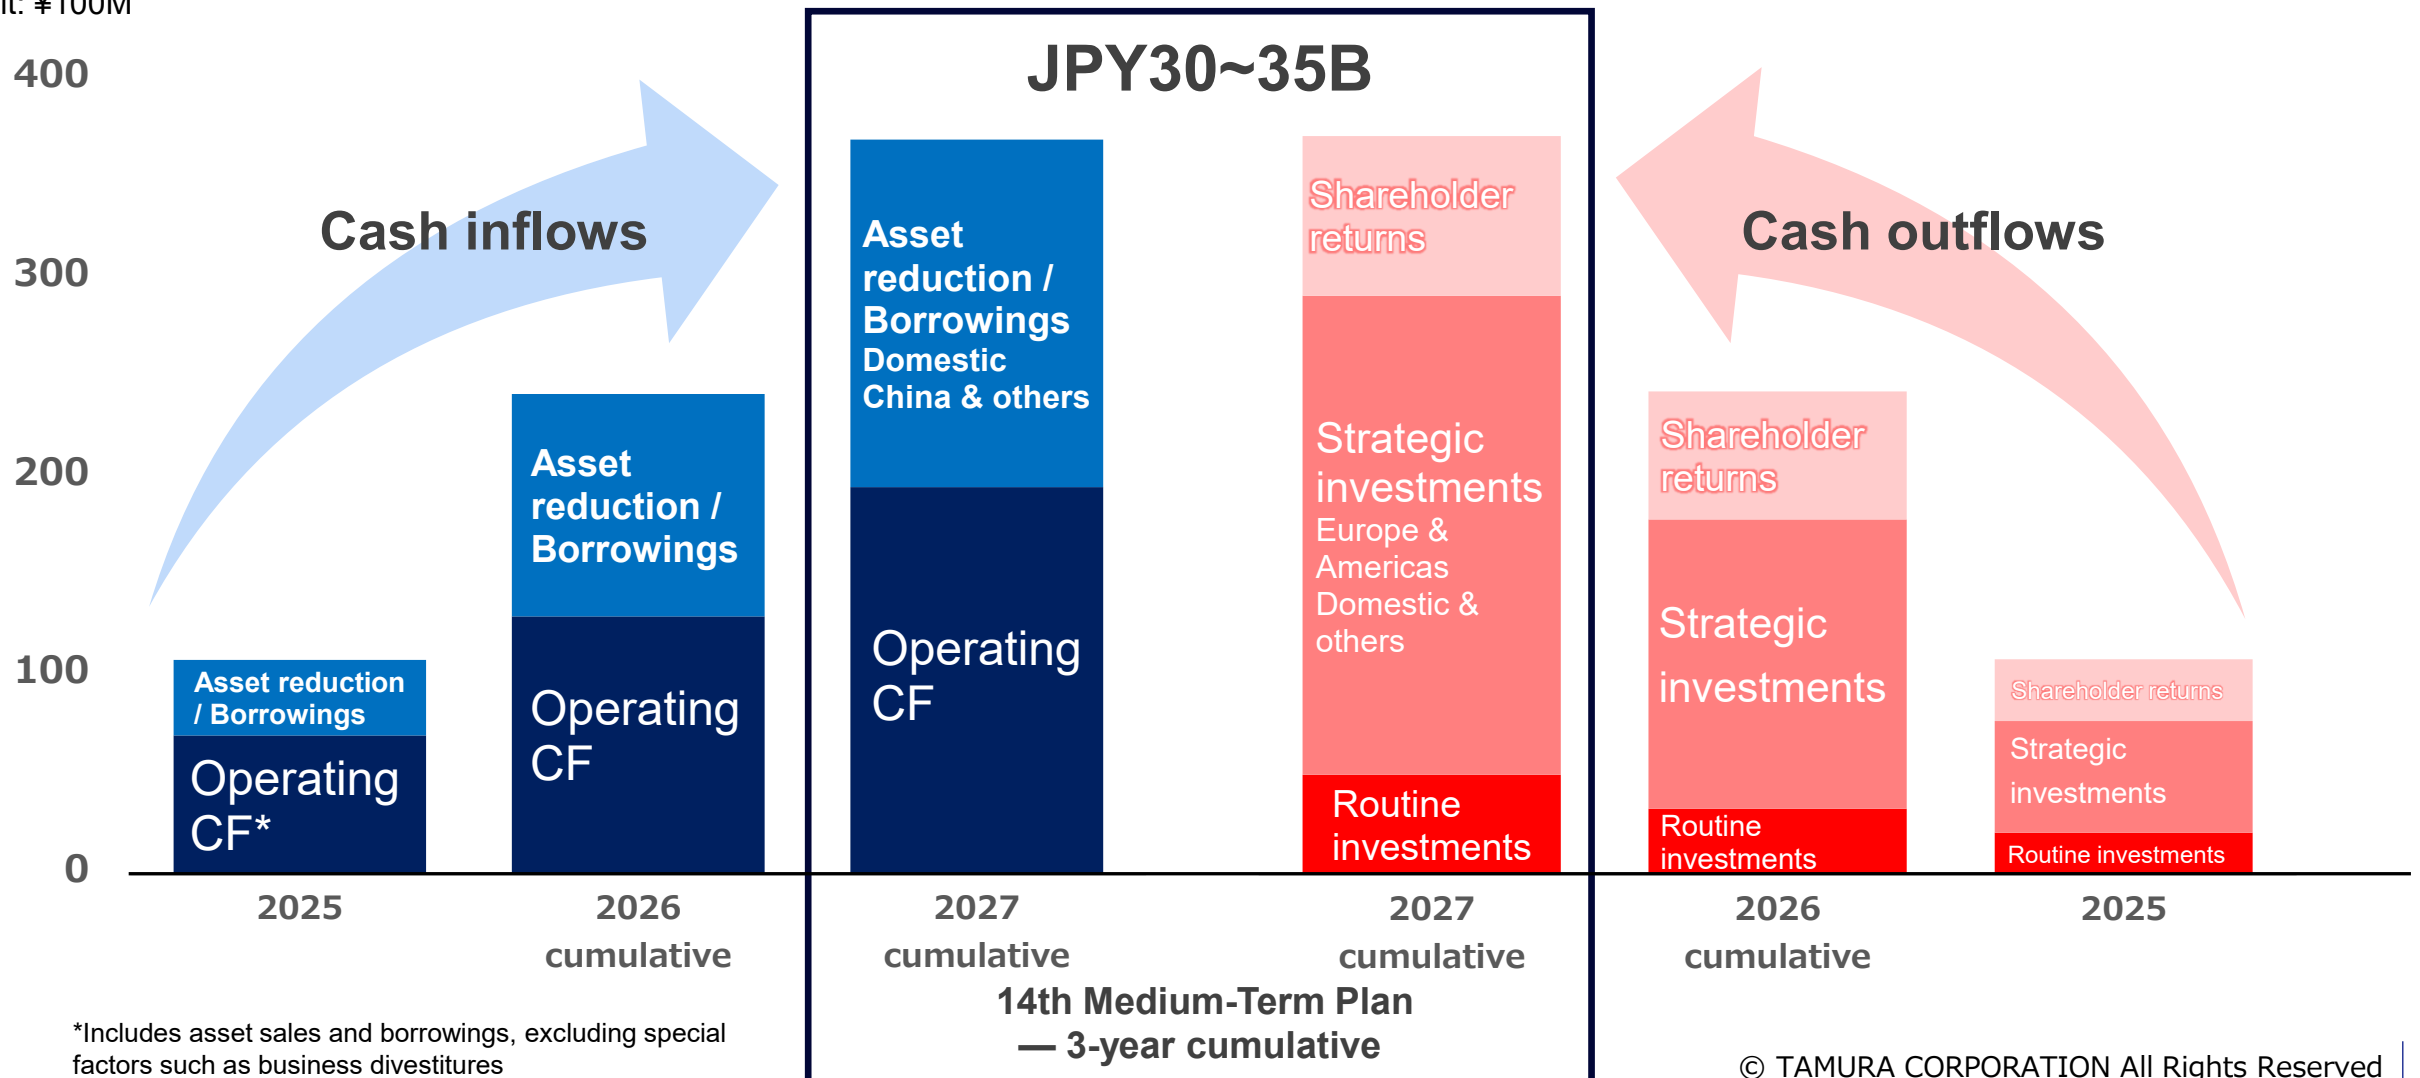 it: ¥100M
JPY30~35B
400
300
200
100
0
Cash inflows
Cash outflows
Asset reduction
/ Borrowings
Operating
CF*
Asset
reduction /
Borrowings
Operating
CF
Asset
reduction /
Borrowings
Domestic
China & others
Operating
CF
Shareholder
returns
Strategic
investments
Europe &
Americas
Domestic &
others
Routine
investments
Shareholder
returns
Strategic
investments
Routine
investments
Shareholder returns
Strategic
investments
Routine investments
2025
2026
cumulative
2027
cumulative
2027
cumulative
2026
cumulative
2025
14th Medium-Term Plan
— 3-year cumulative
*Includes asset sales and borrowings, excluding special
factors such as business divestitures
© TAMURA CORPORATION All Rights Reserved